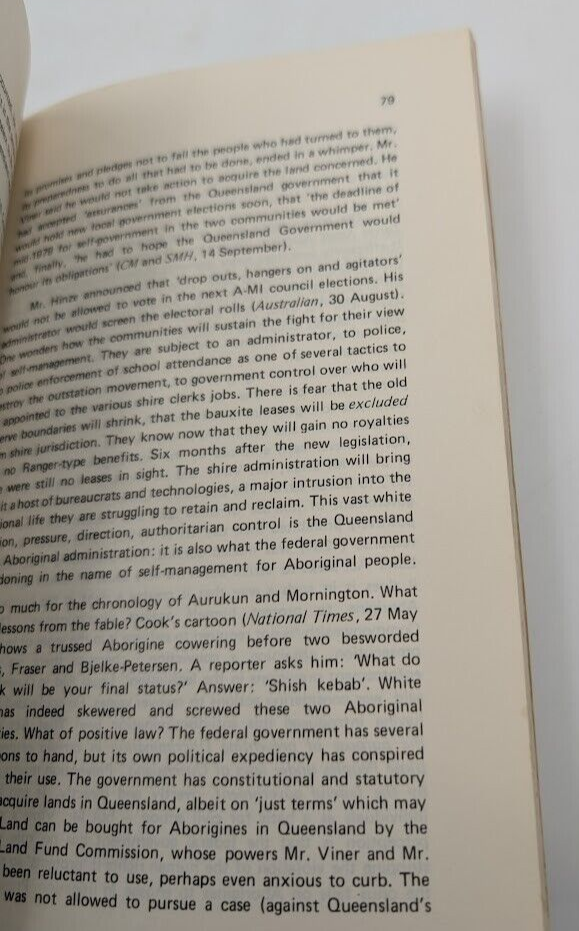 79
its promises and pledges not to fail the people who had turned to them,
its preparedness to do all that had to be done, ended in a whimper. Mr.
Viner said he would not take action to acquire the land concerned. He
had accepted 'assurances' from the Queensland government that it
would hold new local government elections soon, that 'the deadline of
mid-1979 for self-government in the two communities would be met'
and, finally, 'he had to hope the Queensland Government would
honour its obligations' (CM and SMH, 14 September).
Mr. Hinze announced that 'drop outs, hangers on and agitators'
would not be allowed to vote in the next A-MI council elections. His
administrator would screen the electoral rolls (Australian, 30 August).
One wonders how the communities will sustain the fight for their view
of self-management. They are subject to an administrator, to police,
to police enforcement of school attendance as one of several tactics to
destroy the outstation movement, to government control over who will
appointed to the various shire clerks jobs. There is fear that the old
erve boundaries will shrink, that the bauxite leases will be excluded
m shire jurisdiction. They know now that they will gain no royalties
no Ranger-type benefits. Six months after the new legislation,
e were still no leases in sight. The shire administration will bring
it a host of bureaucrats and technologies, a major intrusion into the
ional life they are struggling to retain and reclaim. This vast white
ion, pressure, direction, authoritarian control is the Queensland
Aboriginal administration: it is also what the federal government
doning in the name of self-management for Aboriginal people.
o much for the chronology of Aurukun and Mornington. What
lessons from the fable? Cook's cartoon (National Times, 27 May
hows a trussed Aborigine cowering before two besworded
s, Fraser and Bjelke-Petersen. A reporter asks him: 'What do
k will be your final status?' Answer: 'Shish kebab'. White
has indeed skewered and screwed these two Aboriginal
ies. What of positive law? The federal government has several
ons to hand, but its own political expediency has conspired
their use. The government has constitutional and statutory
acquire lands in Queensland, albeit on 'just terms' which may
Land can be bought for Aborigines in Queensland by the
Land Fund Commission, whose powers Mr. Viner and Mr.
been reluctant to use, perhaps even anxious to curb. The
was not allowed to pursue a case (against Queensland's